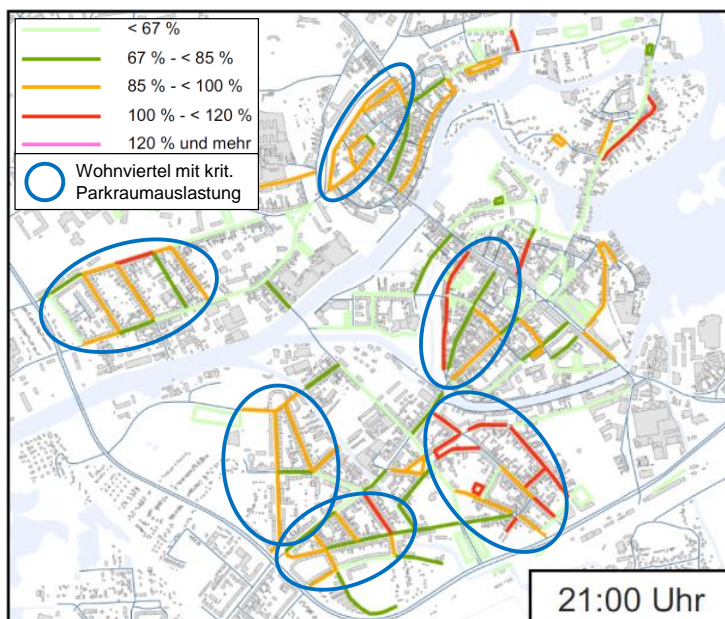 < 67 %
67 % - < 85 %
85 % - < 100 %
100 % - < 120 %
120 % und mehr
Wohnviertel mit krit.
Parkraumauslastung
21:00 Uhr